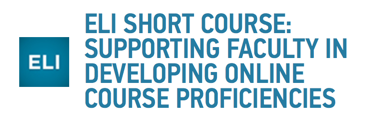 ELI
ELI SHORT COURSE:
SUPPORTING FACULTY IN
DEVELOPING ONLINE
COURSE PROFICIENCIES